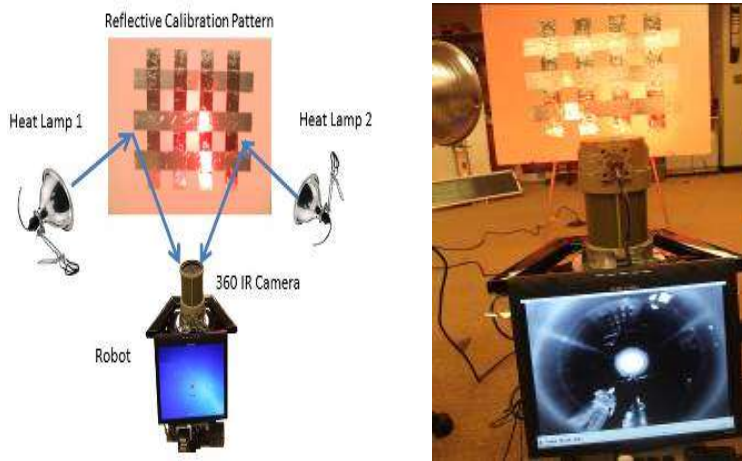 Reflective Calibration Pattern
Heat Lamp 1
Heat Lamp 2
360 IR Camera
Robot